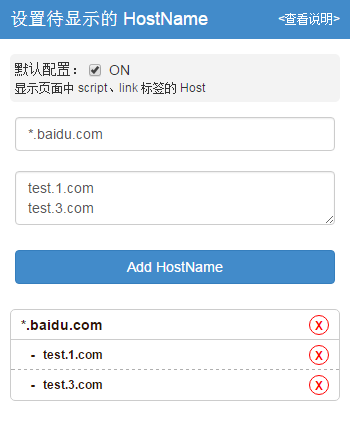 设置待显示的 HostName <查看说明>
默认配置： ON
显示页面中 script、link 标签的 Host
*.baidu.com
test.1.com
test.3.com
Add HostName
*.baidu.com X
- test.1.com X
- test.3.com X